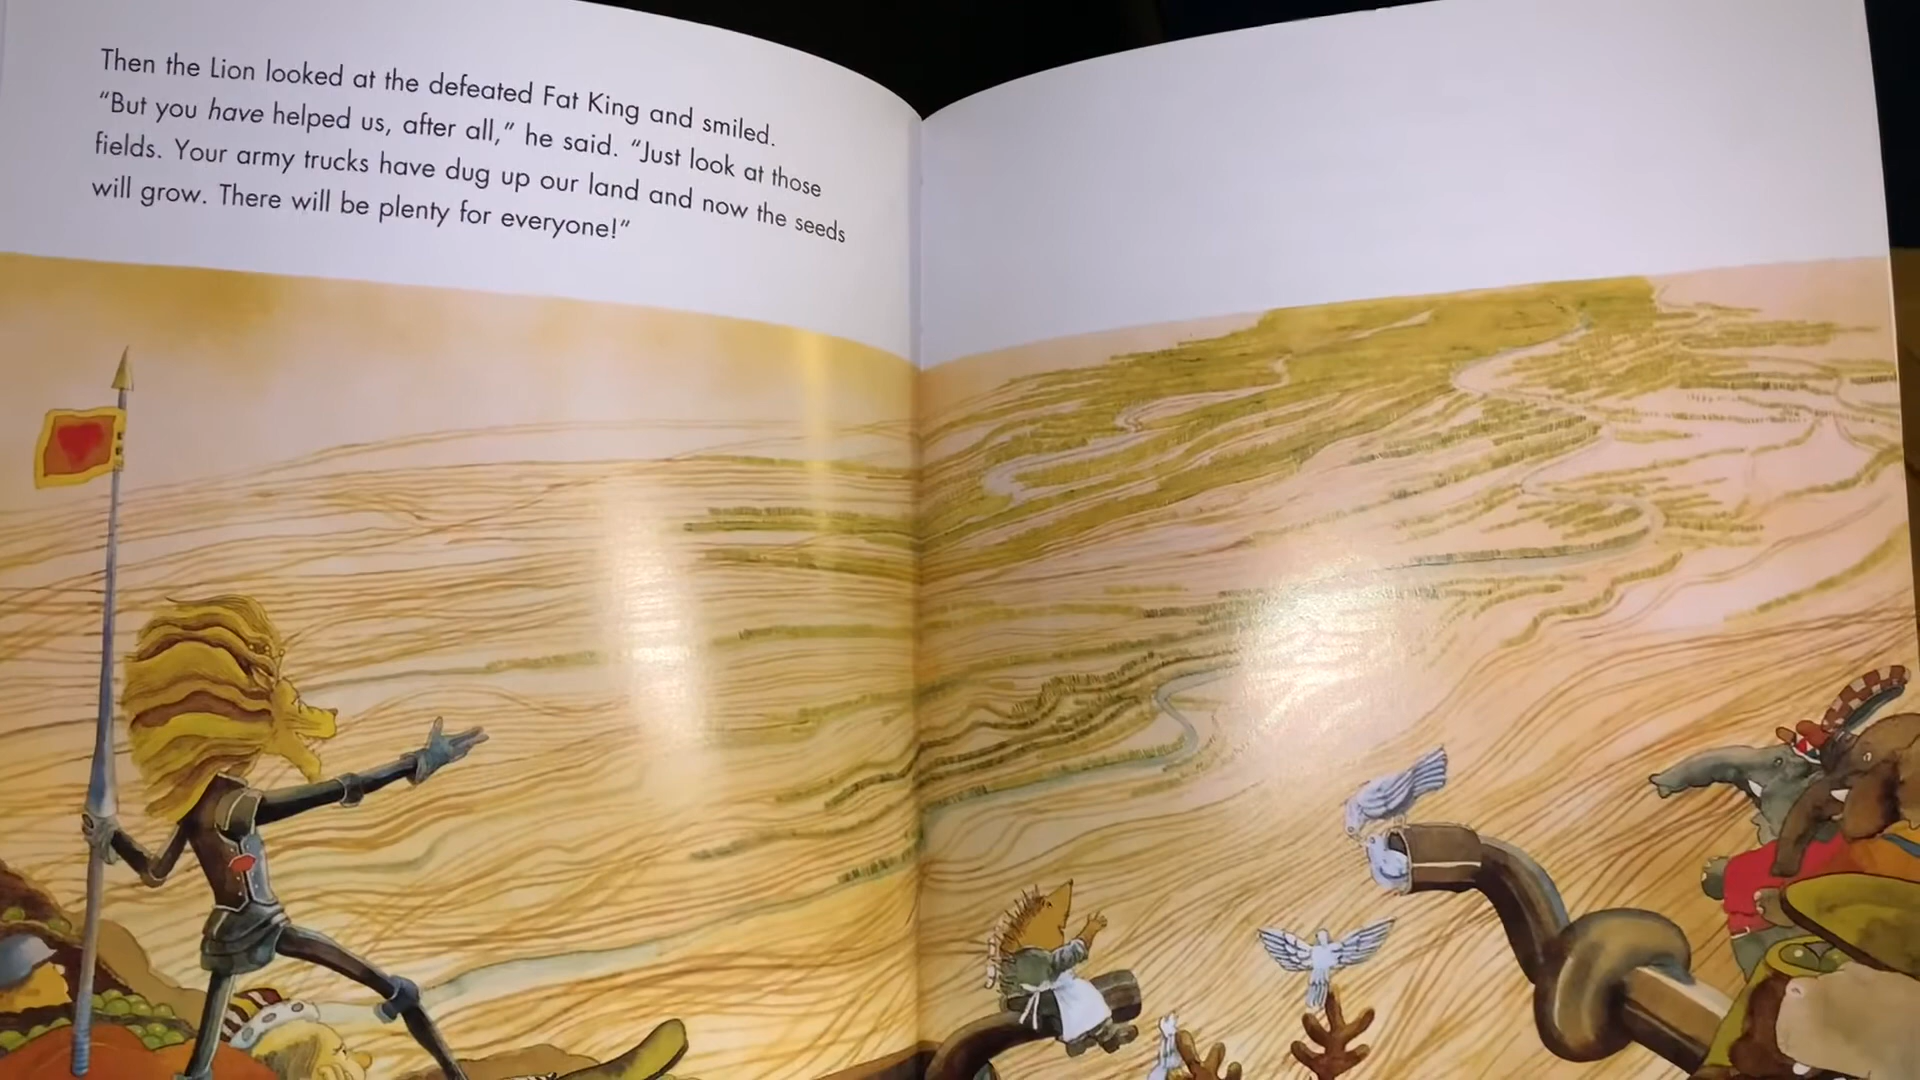 Then the Lion looked at the defeated Fat King and smiled.
“But you have helped us, after all,” he said. “Just look at those
fields. Your army trucks have dug up our land and now the seeds
will grow. There will be plenty for everyone!”